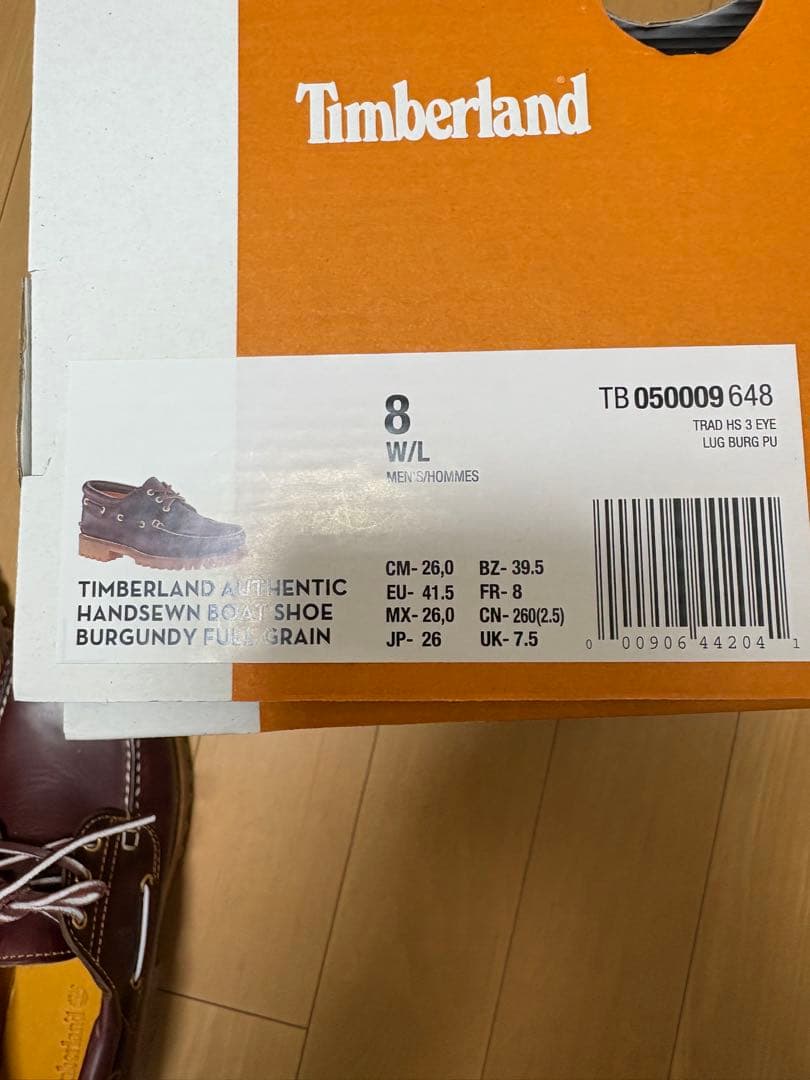 Timberland
8
W/L
MEN'S/HOMMES
TB 050009 648
TRAD HS 3 EYE
LUG BURG PU
TIMBERLAND AUTHENTIC
HANDSEWN BOAT SHOE
BURGUNDY FULL GRAIN
CM- 26,0 BZ- 39.5
EU- 41.5 FR- 8
MX- 26,0 CN- 260(2.5)
JP- 26 UK- 7.5
0 00906 44204 1
Timberland